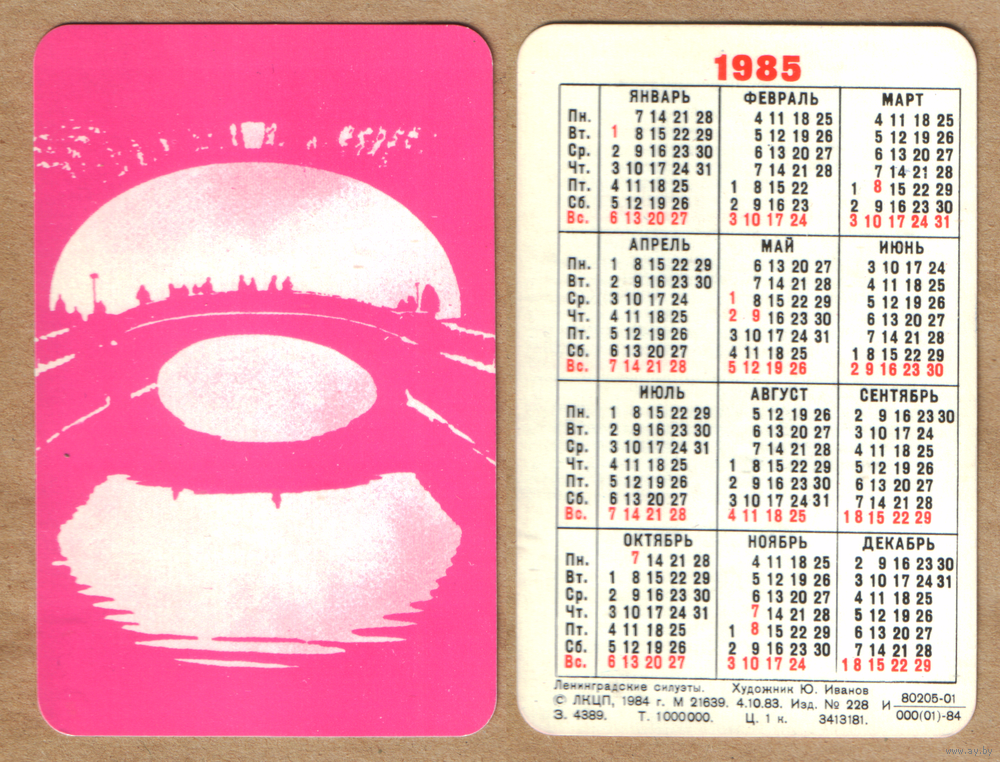 1985
ЯНВАРЬ ФЕВРАЛЬ МАРТ
Пн. 7 14 21 28 4 11 18 25 4 11 18 25
Вт. 1 8 15 22 29 5 12 19 26 5 12 19 26
Ср. 2 9 16 23 30 6 13 20 27 6 13 20 27
Чт. 3 10 17 24 31 7 14 21 28 7 14 21 28
Пт. 4 11 18 25 1 8 15 22 1 8 15 22 29
Сб. 5 12 19 26 2 9 16 23 2 9 16 23 30
Вс. 6 13 20 27 3 10 17 24 3 10 17 24 31
АПРЕЛЬ МАЙ ИЮНЬ
Пн. 1 8 15 22 29 6 13 20 27 3 10 17 24
Вт. 2 9 16 23 30 7 14 21 28 4 11 18 25
Ср. 3 10 17 24 1 8 15 22 29 5 12 19 26
Чт. 4 11 18 25 2 9 16 23 30 6 13 20 27
Пт. 5 12 19 26 3 10 17 24 31 7 14 21 28
Сб. 6 13 20 27 4 11 18 25 1 8 15 22 29
Вс. 7 14 21 28 5 12 19 26 2 9 16 23 30
ИЮЛЬ АВГУСТ СЕНТЯБРЬ
Пн. 1 8 15 22 29 5 12 19 26 2 9 16 23 30
Вт. 2 9 16 23 30 6 13 20 27 3 10 17 24
Ср. 3 10 17 24 31 7 14 21 28 4 11 18 25
Чт. 4 11 18 25 1 8 15 22 29 5 12 19 26
Пт. 5 12 19 26 2 9 16 23 30 6 13 20 27
Сб. 6 13 20 27 3 10 17 24 31 7 14 21 28
Вс. 7 14 21 28 4 11 18 25 1 8 15 22 29
ОКТЯБРЬ НОЯБРЬ ДЕКАБРЬ
Пн. 7 14 21 28 4 11 18 25 2 9 16 23 30
Вт. 1 8 15 22 29 5 12 19 26 3 10 17 24 31
Ср. 2 9 16 23 30 6 13 20 27 4 11 18 25
Чт. 3 10 17 24 31 7 14 21 28 5 12 19 26
Пт. 4 11 18 25 1 8 15 22 29 6 13 20 27
Сб. 5 12 19 26 2 9 16 23 30 7 14 21 28
Вс. 6 13 20 27 3 10 17 24 1 8 15 22 29
Ленинградские силуэты. Художник Ю. Иванов
© ЛКЦП, 1984 г. М 21639. 4.10.83. Изд. № 228 И 80205-01
З. 4389. Т. 1000000. Ц. 1 к. 3413181. 000(01)-84
www.ay.by